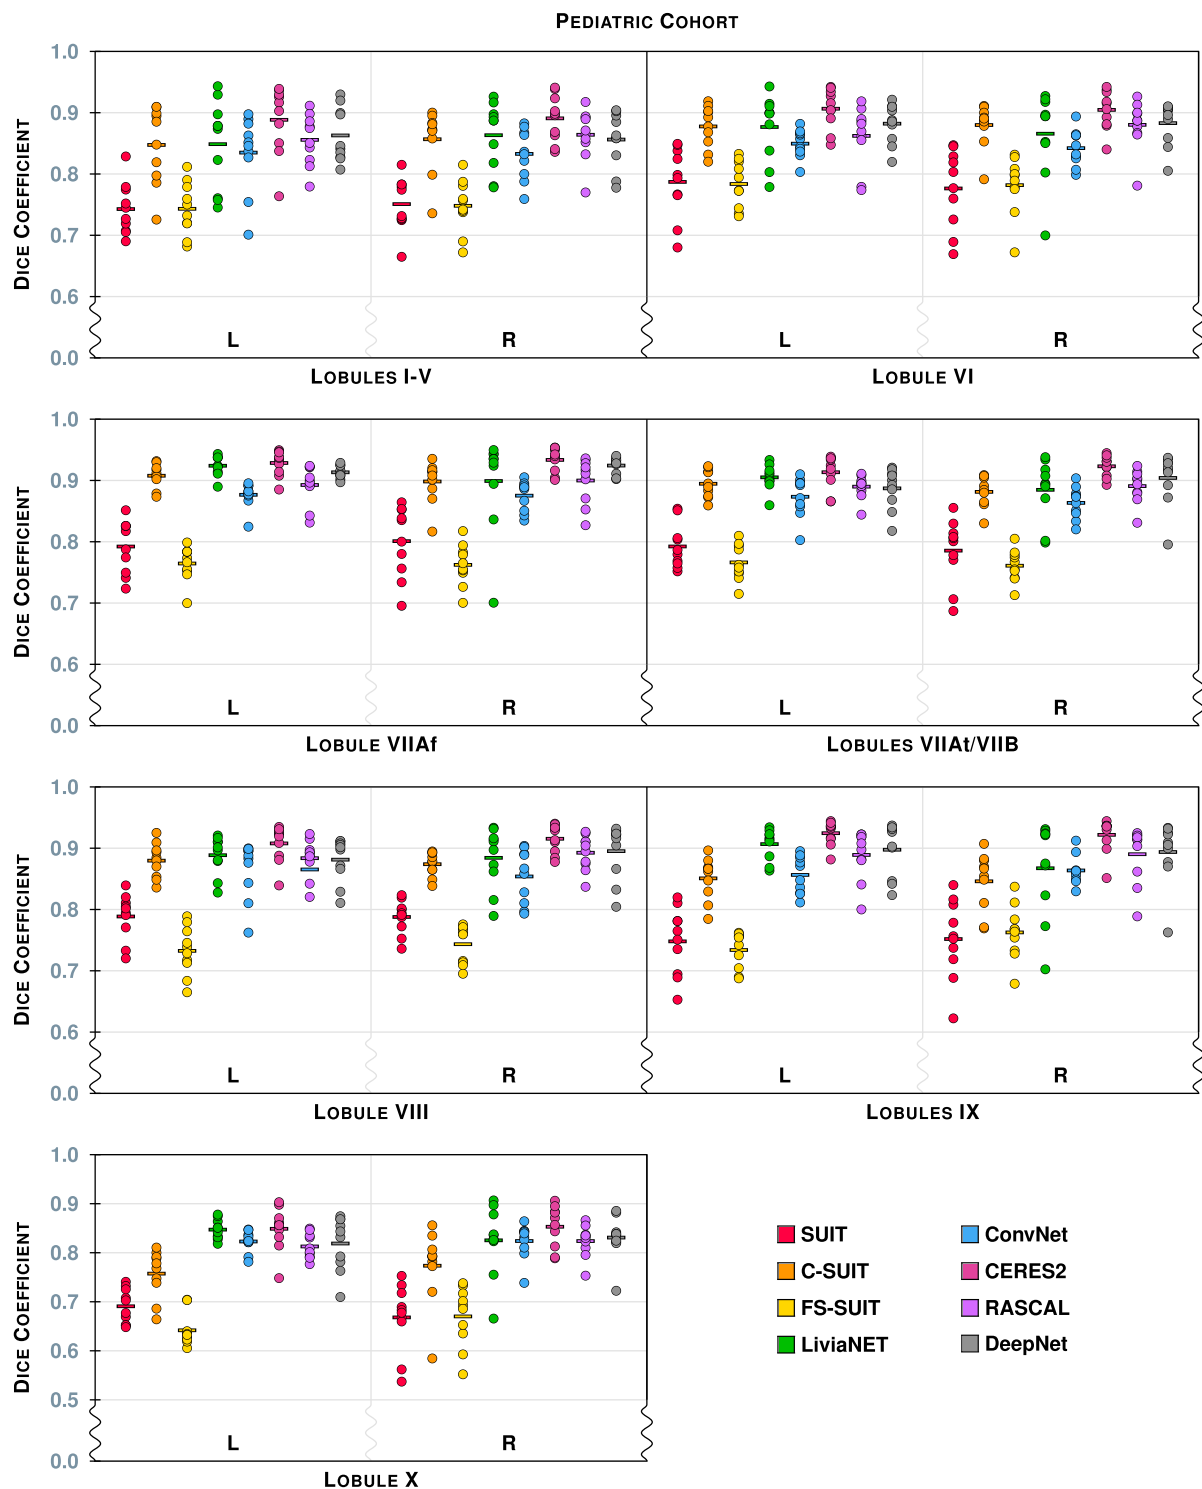 PEDIATRIC COHORT
DICE COEFFICIENT
1.0
0.9
0.8
0.7
0.6
0.0
L R L R
LOBULES I-V LOBULE VI
DICE COEFFICIENT
1.0
0.9
0.8
0.7
0.6
0.0
L R L R
LOBULE VIIAf LOBULES VIIAt/VIIB
DICE COEFFICIENT
1.0
0.9
0.8
0.7
0.6
0.0
L R L R
LOBULE VIII LOBULES IX
DICE COEFFICIENT
1.0
0.9
0.8
0.7
0.6
0.5
0.0
L R
LOBULE X
SUIT ConvNet
C-SUIT CERES2
FS-SUIT RASCAL
LiviaNET DeepNet